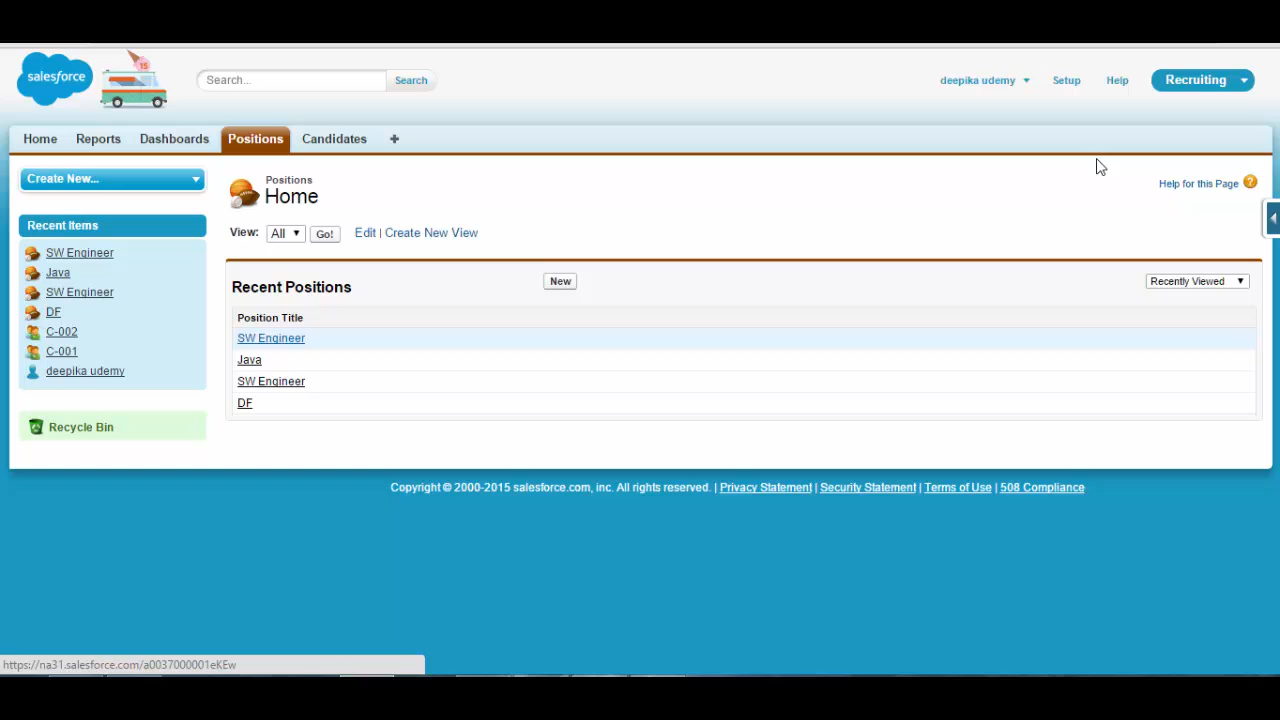 salesforce
15
Search...
Search
deepika udemy
Setup
Help
Recruiting
Home
Reports
Dashboards
Positions
Candidates
+
Create New...
Recent Items
SW Engineer
Java
SW Engineer
DF
C-002
C-001
deepika udemy
Recycle Bin
Positions
Home
Help for this Page ?
View: All Go! Edit | Create New View
Recent Positions
New
Recently Viewed
Position Title
SW Engineer
Java
SW Engineer
DF
Copyright © 2000-2015 salesforce.com, inc. All rights reserved. | Privacy Statement | Security Statement | Terms of Use | 508 Compliance
https://na31.salesforce.com/a0037000001eKEw